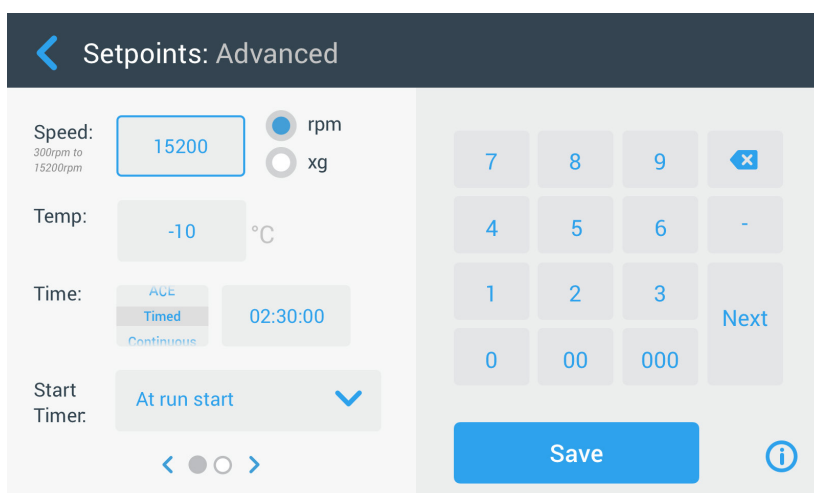 Setpoints: Advanced
Speed:
300rpm to
15200rpm
15200
rpm
xg
Temp:
-10
°C
Time:
ACE
Timed
Continuous
02:30:00
Start
Timer:
At run start
7 8 9
4 5 6 -
1 2 3
Next
0 00 000
Save